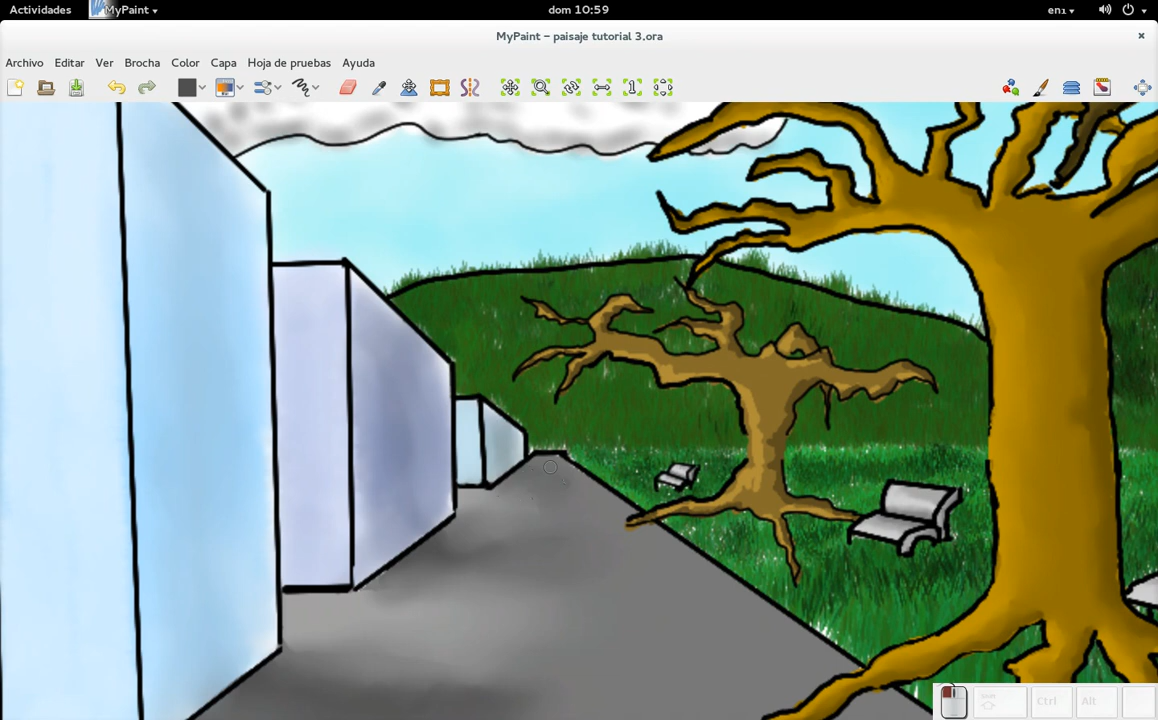 Actividades MyPaint dom 10:59 en₁
MyPaint – paisaje tutorial 3.ora
Archivo Editar Ver Brocha Color Capa Hoja de pruebas Ayuda
Shift Ctrl Alt